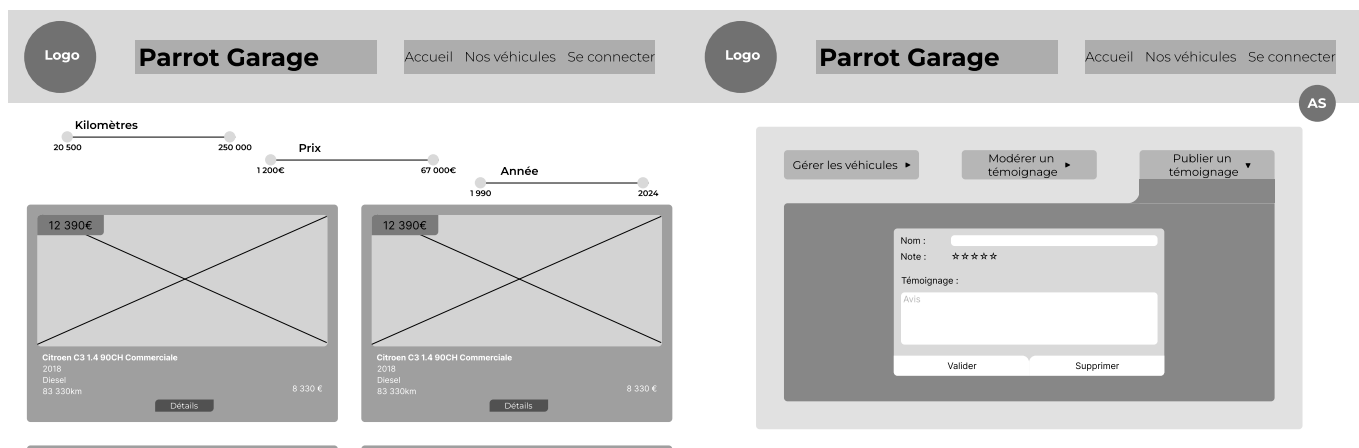 Logo
Parrot Garage
Accueil Nos véhicules Se connecter
Kilomètres
20 500 250 000
Prix
1 200€ 67 000€
Année
1 990 2024
12 390€
Citroen C3 1.4 90CH Commerciale
2018
Diesel
83 330km 8 330 €
Détails
12 390€
Citroen C3 1.4 90CH Commerciale
2018
Diesel
83 330km 8 330 €
Détails
Logo
Parrot Garage
Accueil Nos véhicules Se connecter
AS
Gérer les véhicules ▸
Modérer un
témoignage ▸
Publier un
témoignage ▾
Nom :
Note : ☆☆☆☆☆
Témoignage :
Avis
Valider Supprimer